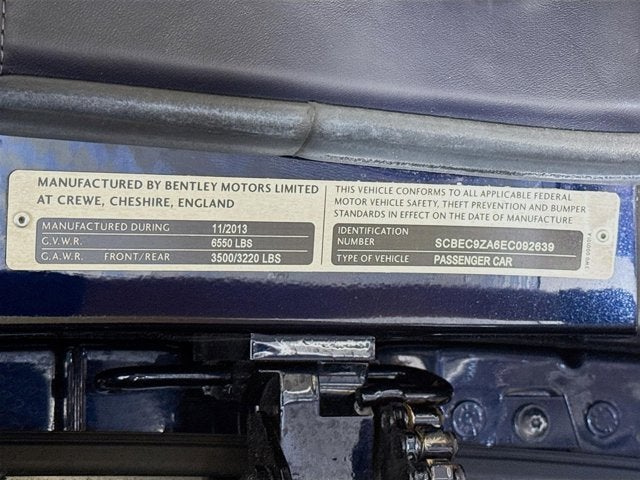 MANUFACTURED BY BENTLEY MOTORS LIMITED
AT CREWE, CHESHIRE, ENGLAND
MANUFACTURED DURING 11/2013
G.V.W.R. 6550 LBS
G.A.W.R. FRONT/REAR 3500/3220 LBS
THIS VEHICLE CONFORMS TO ALL APPLICABLE FEDERAL
MOTOR VEHICLE SAFETY, THEFT PREVENTION AND BUMPER
STANDARDS IN EFFECT ON THE DATE OF MANUFACTURE
IDENTIFICATION
NUMBER SCBEC9ZA6EC092639
TYPE OF VEHICLE PASSENGER CAR